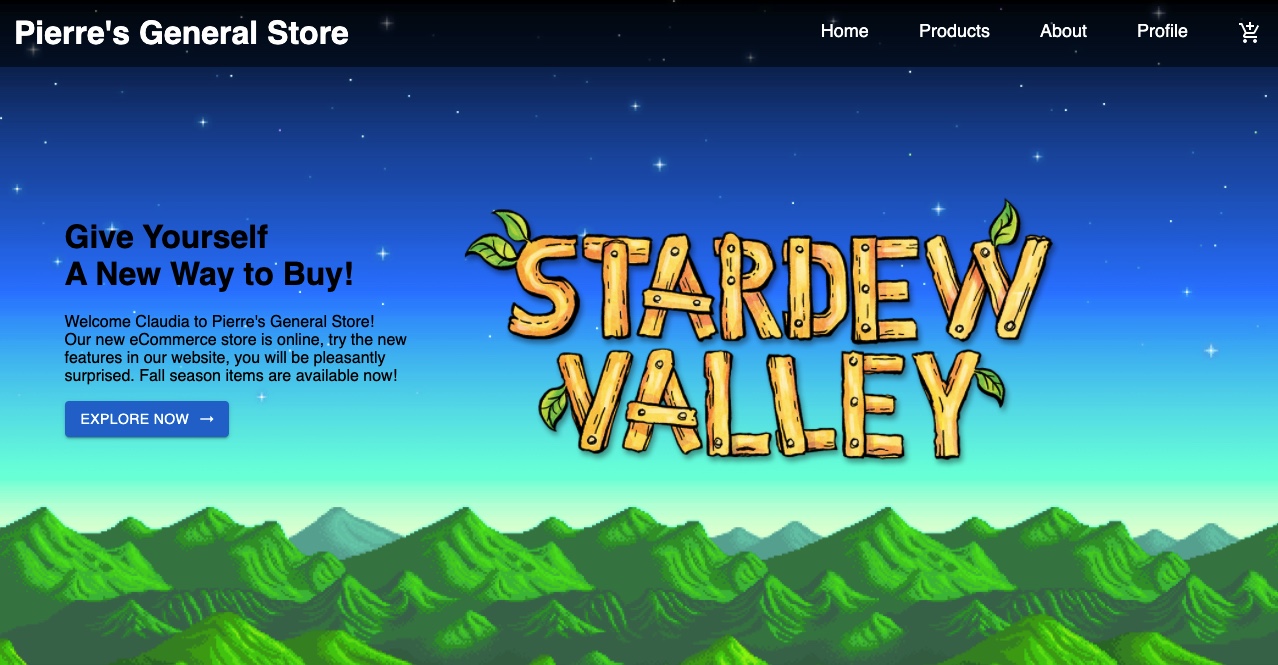 Pierre's General Store
Home
Products
About
Profile
Give Yourself
A New Way to Buy!
Welcome Claudia to Pierre's General Store!
Our new eCommerce store is online, try the new
features in our website, you will be pleasantly
surprised. Fall season items are available now!
EXPLORE NOW →
STARDEW
VALLEY